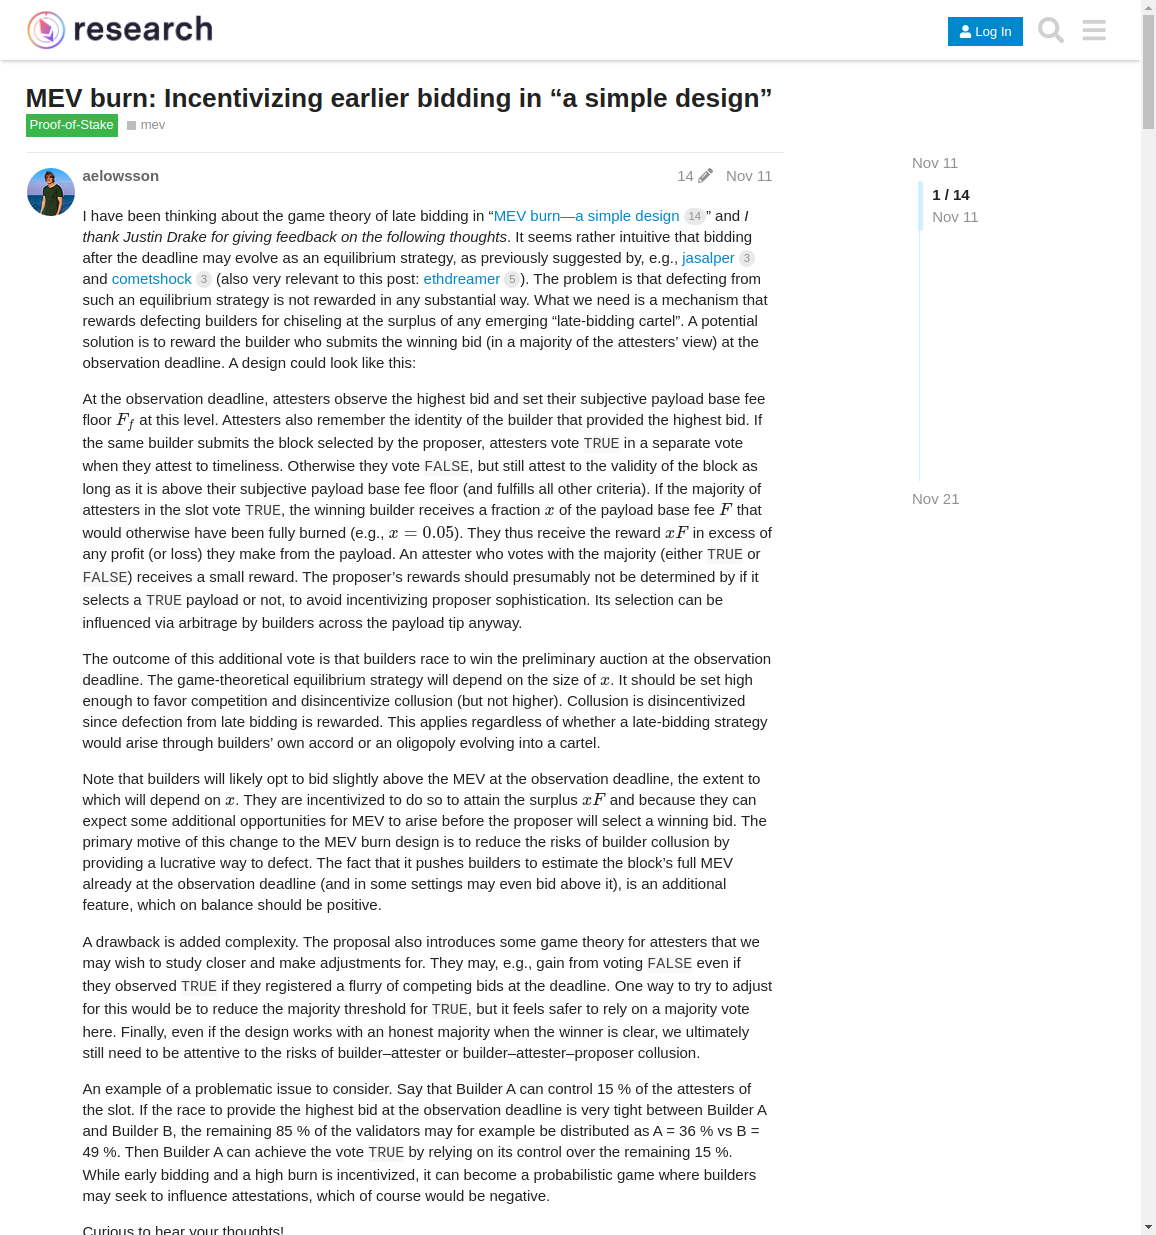 research
Log In
MEV burn: Incentivizing earlier bidding in “a simple design”
Proof-of-Stake mev
aelowsson 14 Nov 11
I have been thinking about the game theory of late bidding in “MEV burn—a simple design 14 ” and I
thank Justin Drake for giving feedback on the following thoughts. It seems rather intuitive that bidding
after the deadline may evolve as an equilibrium strategy, as previously suggested by, e.g., jasalper 3
and cometshock 3 (also very relevant to this post: ethdreamer 5 ). The problem is that defecting from
such an equilibrium strategy is not rewarded in any substantial way. What we need is a mechanism that
rewards defecting builders for chiseling at the surplus of any emerging “late-bidding cartel”. A potential
solution is to reward the builder who submits the winning bid (in a majority of the attesters’ view) at the
observation deadline. A design could look like this:
At the observation deadline, attesters observe the highest bid and set their subjective payload base fee
floor F_f at this level. Attesters also remember the identity of the builder that provided the highest bid. If
the same builder submits the block selected by the proposer, attesters vote TRUE in a separate vote
when they attest to timeliness. Otherwise they vote FALSE, but still attest to the validity of the block as
long as it is above their subjective payload base fee floor (and fulfills all other criteria). If the majority of
attesters in the slot vote TRUE, the winning builder receives a fraction x of the payload base fee F that
would otherwise have been fully burned (e.g., x = 0.05). They thus receive the reward xF in excess of
any profit (or loss) they make from the payload. An attester who votes with the majority (either TRUE or
FALSE) receives a small reward. The proposer’s rewards should presumably not be determined by if it
selects a TRUE payload or not, to avoid incentivizing proposer sophistication. Its selection can be
influenced via arbitrage by builders across the payload tip anyway.
The outcome of this additional vote is that builders race to win the preliminary auction at the observation
deadline. The game-theoretical equilibrium strategy will depend on the size of x. It should be set high
enough to favor competition and disincentivize collusion (but not higher). Collusion is disincentivized
since defection from late bidding is rewarded. This applies regardless of whether a late-bidding strategy
would arise through builders’ own accord or an oligopoly evolving into a cartel.
Note that builders will likely opt to bid slightly above the MEV at the observation deadline, the extent to
which will depend on x. They are incentivized to do so to attain the surplus xF and because they can
expect some additional opportunities for MEV to arise before the proposer will select a winning bid. The
primary motive of this change to the MEV burn design is to reduce the risks of builder collusion by
providing a lucrative way to defect. The fact that it pushes builders to estimate the block’s full MEV
already at the observation deadline (and in some settings may even bid above it), is an additional
feature, which on balance should be positive.
A drawback is added complexity. The proposal also introduces some game theory for attesters that we
may wish to study closer and make adjustments for. They may, e.g., gain from voting FALSE even if
they observed TRUE if they registered a flurry of competing bids at the deadline. One way to try to adjust
for this would be to reduce the majority threshold for TRUE, but it feels safer to rely on a majority vote
here. Finally, even if the design works with an honest majority when the winner is clear, we ultimately
still need to be attentive to the risks of builder–attester or builder–attester–proposer collusion.
An example of a problematic issue to consider. Say that Builder A can control 15 % of the attesters of
the slot. If the race to provide the highest bid at the observation deadline is very tight between Builder A
and Builder B, the remaining 85 % of the validators may for example be distributed as A = 36 % vs B =
49 %. Then Builder A can achieve the vote TRUE by relying on its control over the remaining 15 %.
While early bidding and a high burn is incentivized, it can become a probabilistic game where builders
may seek to influence attestations, which of course would be negative.
Curious to hear your thoughts!
Nov 11
1 / 14
Nov 11
Nov 21